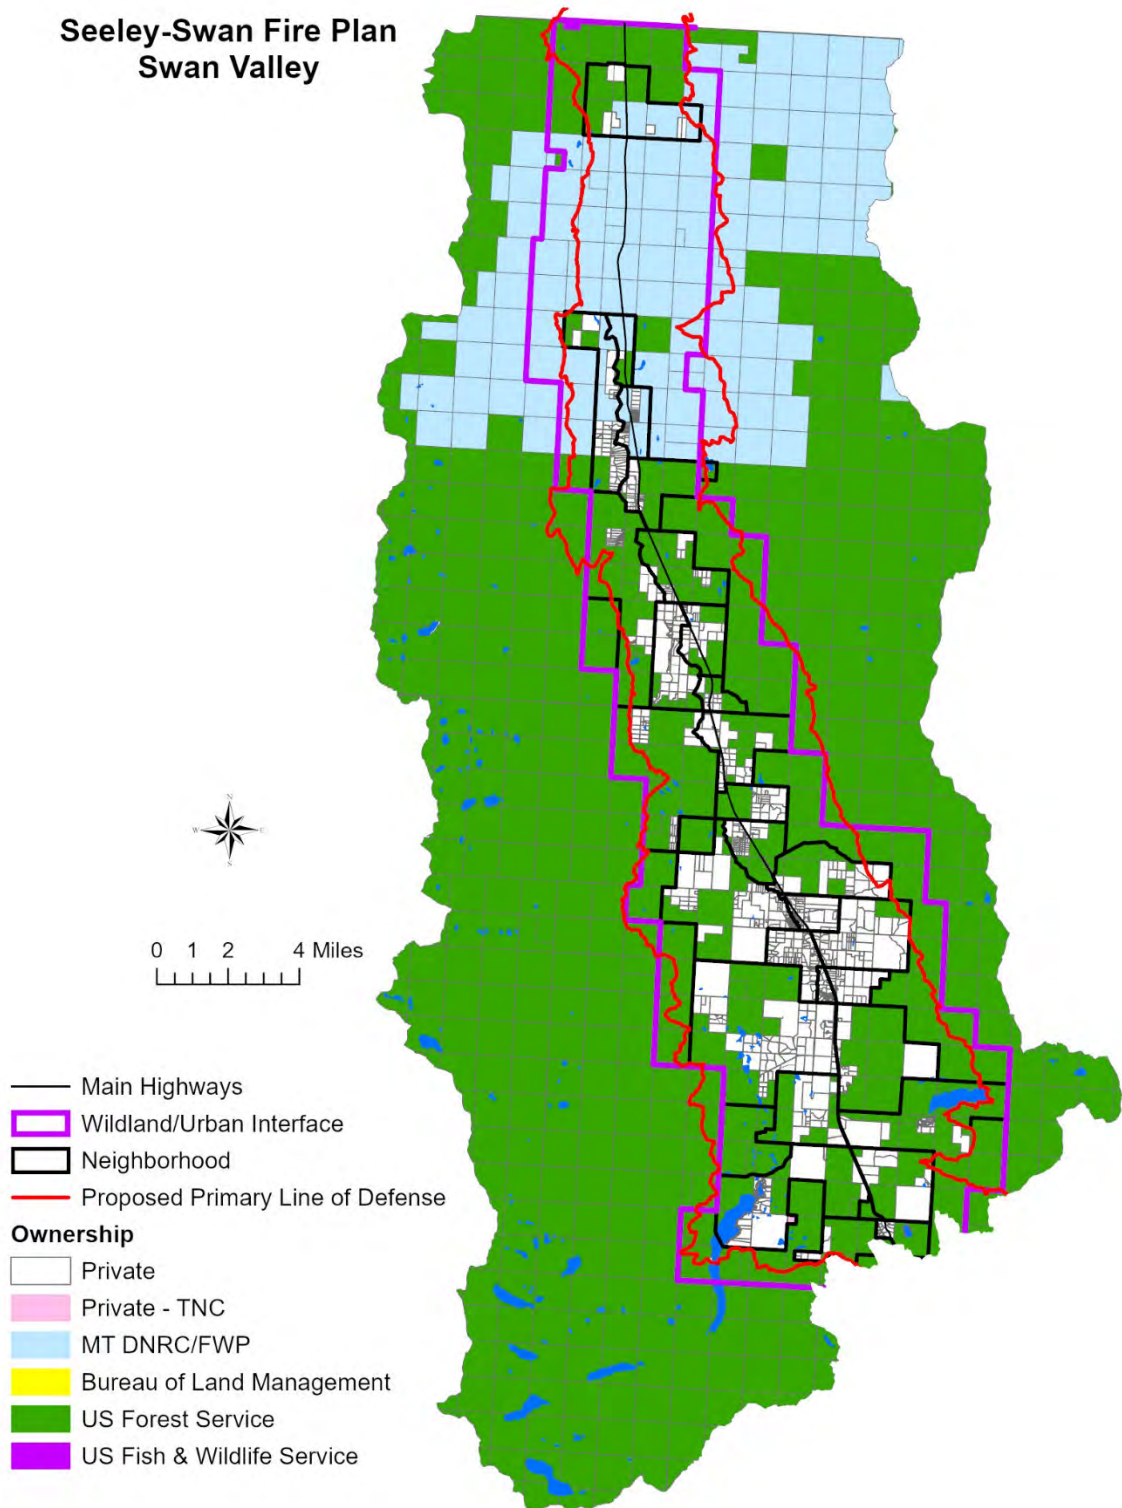 Seeley-Swan Fire Plan
Swan Valley
N
W E
S
0 2 4 Miles
Main Highways
Wildland/Urban Interface
Neighborhood
Proposed Primary Line of Defense
Ownership
Private
Private - TNC
MT DNRC/FWP
Bureau of Land Management
US Forest Service
US Fish & Wildlife Service